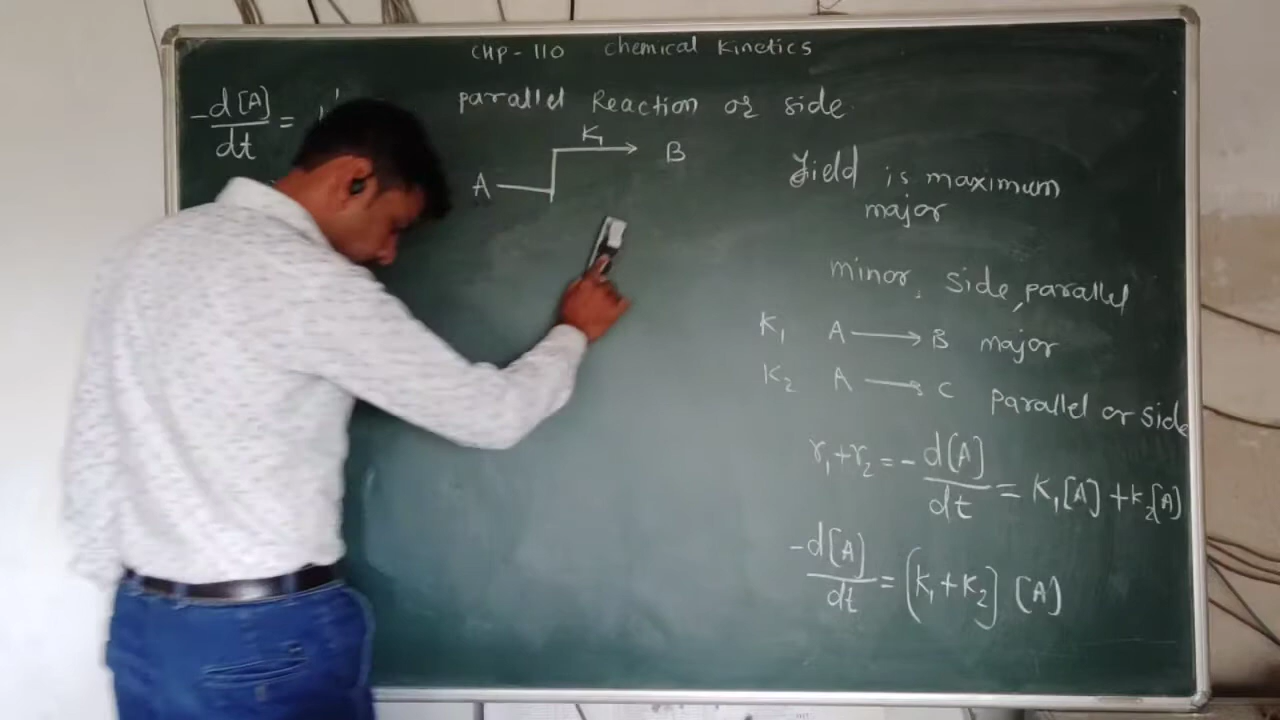 CHP-110 Chemical Kinetics
parallel Reaction or side
-d[A]/dt =
K₁
A → B
Yield is maximum
major
minor, side, parallel
K₁ A → B major
K₂ A → C parallel or side
r₁+r₂ = -d[A]/dt = K₁[A] + K₂[A]
-d[A]/dt = (K₁+K₂) [A]